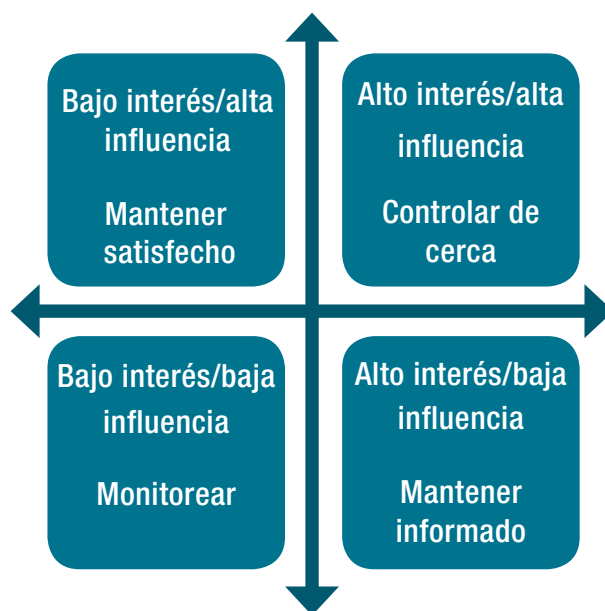 Bajo interés/alta
influencia
Mantener
satisfecho
Alto interés/alta
influencia
Controlar de
cerca
Bajo interés/baja
influencia
Monitorear
Alto interés/baja
influencia
Mantener
informado